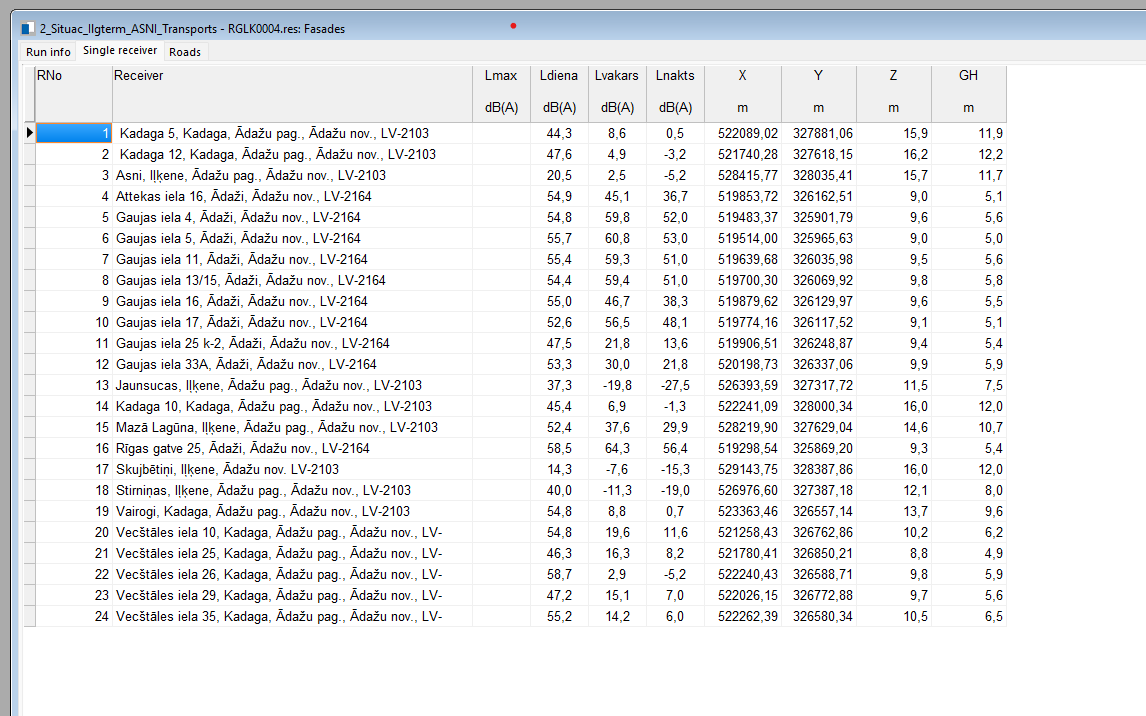 2_Situac_Ilgterm_ASNI_Transports - RGLK0004.res: Fasades
Run info Single receiver Roads
RNo Receiver Lmax Ldiena Lvakars Lnakts X Y Z GH
dB(A) dB(A) dB(A) dB(A) m m m m
1 Kadaga 5, Kadaga, Ādažu pag., Ādažu nov., LV-2103 44,3 8,6 0,5 522089,02 327881,06 15,9 11,9
2 Kadaga 12, Kadaga, Ādažu pag., Ādažu nov., LV-2103 47,6 4,9 -3,2 521740,28 327618,15 16,2 12,2
3 Asni, Iļķene, Ādažu pag., Ādažu nov., LV-2103 20,5 2,5 -5,2 528415,77 328035,41 15,7 11,7
4 Attekas iela 16, Ādaži, Ādažu nov., LV-2164 54,9 45,1 36,7 519853,72 326162,51 9,0 5,1
5 Gaujas iela 4, Ādaži, Ādažu nov., LV-2164 54,8 59,8 52,0 519483,37 325901,79 9,6 5,6
6 Gaujas iela 5, Ādaži, Ādažu nov., LV-2164 55,7 60,8 53,0 519514,00 325965,63 9,0 5,0
7 Gaujas iela 11, Ādaži, Ādažu nov., LV-2164 55,4 59,3 51,0 519639,68 326035,98 9,5 5,6
8 Gaujas iela 13/15, Ādaži, Ādažu nov., LV-2164 54,4 59,4 51,0 519700,30 326069,92 9,8 5,8
9 Gaujas iela 16, Ādaži, Ādažu nov., LV-2164 55,0 46,7 38,3 519879,62 326129,97 9,6 5,5
10 Gaujas iela 17, Ādaži, Ādažu nov., LV-2164 52,6 56,5 48,1 519774,16 326117,52 9,1 5,1
11 Gaujas iela 25 k-2, Ādaži, Ādažu nov., LV-2164 47,5 21,8 13,6 519906,51 326248,87 9,4 5,4
12 Gaujas iela 33A, Ādaži, Ādažu nov., LV-2164 53,3 30,0 21,8 520198,73 326337,06 9,9 5,9
13 Jaunsucas, Iļķene, Ādažu pag., Ādažu nov., LV-2103 37,3 -19,8 -27,5 526393,59 327317,72 11,5 7,5
14 Kadaga 10, Kadaga, Ādažu pag., Ādažu nov., LV-2103 45,4 6,9 -1,3 522241,09 328000,34 16,0 12,0
15 Mazā Lagūna, Iļķene, Ādažu pag., Ādažu nov., LV-2103 52,4 37,6 29,9 528219,90 327629,04 14,6 10,7
16 Rīgas gatve 25, Ādaži, Ādažu nov., LV-2164 58,5 64,3 56,4 519298,54 325869,20 9,3 5,4
17 Skujbētiņi, Iļķene, Ādažu nov. LV-2103 14,3 -7,6 -15,3 529143,75 328387,86 16,0 12,0
18 Stirniņas, Iļķene, Ādažu pag., Ādažu nov., LV-2103 40,0 -11,3 -19,0 526976,60 327387,18 12,1 8,0
19 Vairogi, Kadaga, Ādažu pag., Ādažu nov., LV-2103 54,8 8,8 0,7 523363,46 326557,14 13,7 9,6
20 Vecštāles iela 10, Kadaga, Ādažu pag., Ādažu nov., LV- 54,8 19,6 11,6 521258,43 326762,86 10,2 6,2
21 Vecštāles iela 25, Kadaga, Ādažu pag., Ādažu nov., LV- 46,3 16,3 8,2 521780,41 326850,21 8,8 4,9
22 Vecštāles iela 26, Kadaga, Ādažu pag., Ādažu nov., LV- 58,7 2,9 -5,2 522240,43 326588,71 9,8 5,9
23 Vecštāles iela 29, Kadaga, Ādažu pag., Ādažu nov., LV- 47,2 15,1 7,0 522026,15 326772,88 9,7 5,6
24 Vecštāles iela 35, Kadaga, Ādažu pag., Ādažu nov., LV- 55,2 14,2 6,0 522262,39 326580,34 10,5 6,5